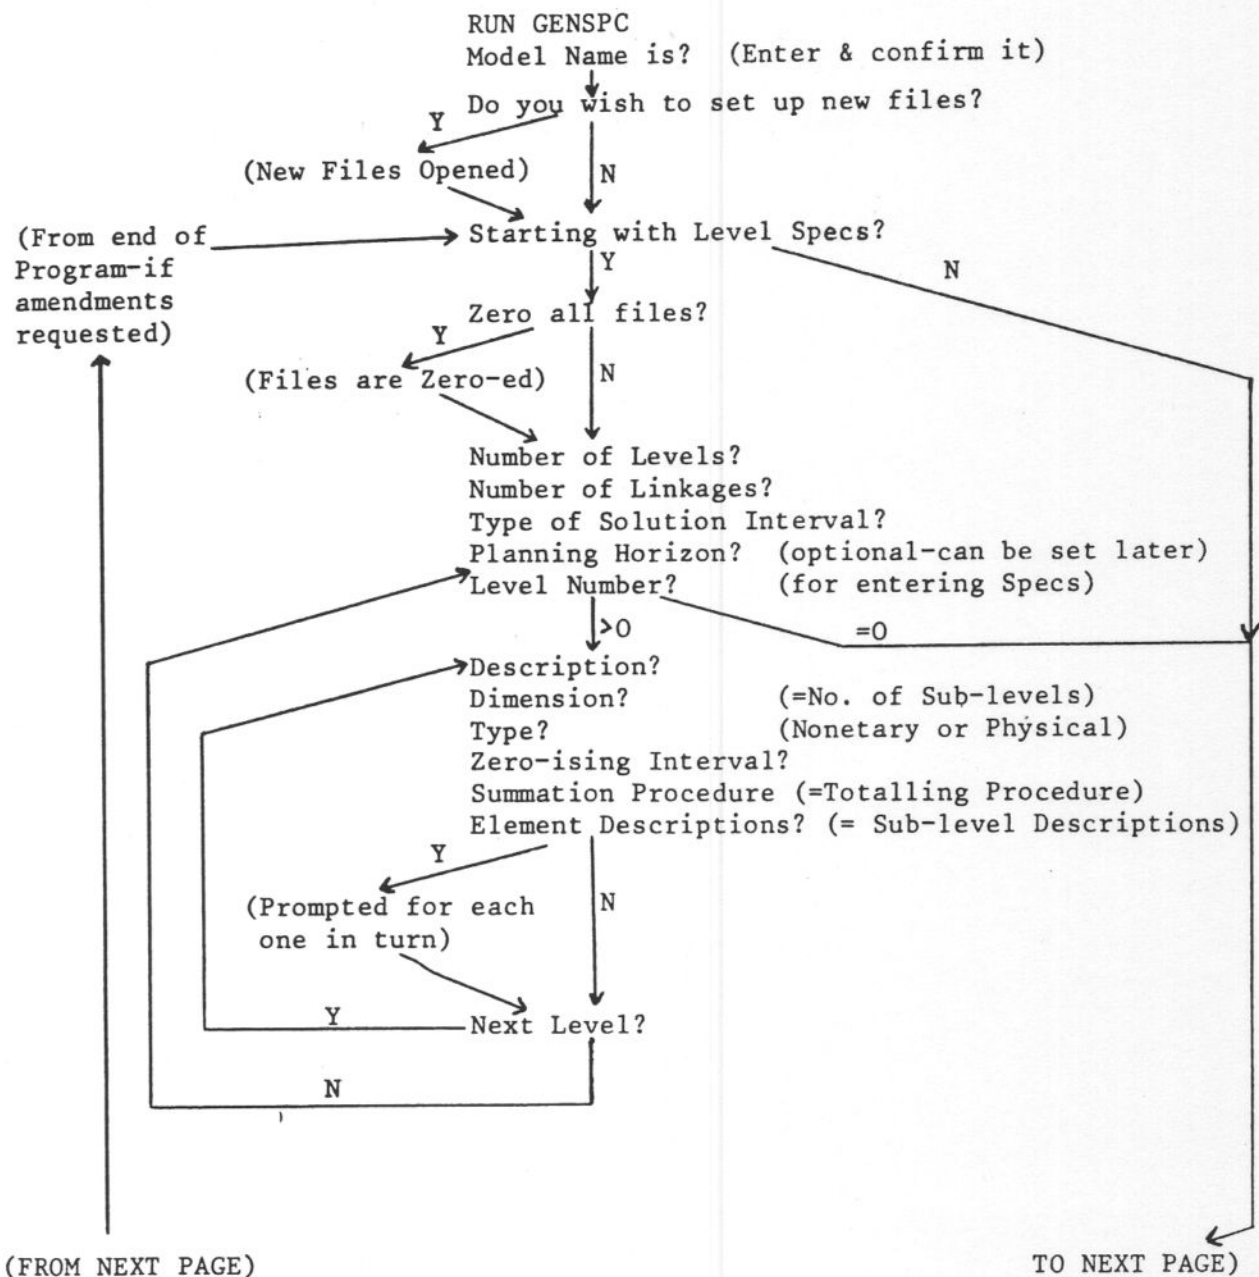 RUN GENSPC
Model Name is?  (Enter & confirm it)
Do you wish to set up new files?
Y
(New Files Opened)
N
(From end of
Program-if
amendments
requested)
Starting with Level Specs?
Y
N
Zero all files?
Y
(Files are Zero-ed)
N
Number of Levels?
Number of Linkages?
Type of Solution Interval?
Planning Horizon?  (optional-can be set later)
Level Number?  (for entering Specs)
>0
=0
Description?
Dimension?  (=No. of Sub-levels)
Type?  (Nonetary or Physical)
Zero-ising Interval?
Summation Procedure (=Totalling Procedure)
Element Descriptions? (= Sub-level Descriptions)
Y
(Prompted for each
one in turn)
N
Y
Next Level?
N
(FROM NEXT PAGE)
TO NEXT PAGE)